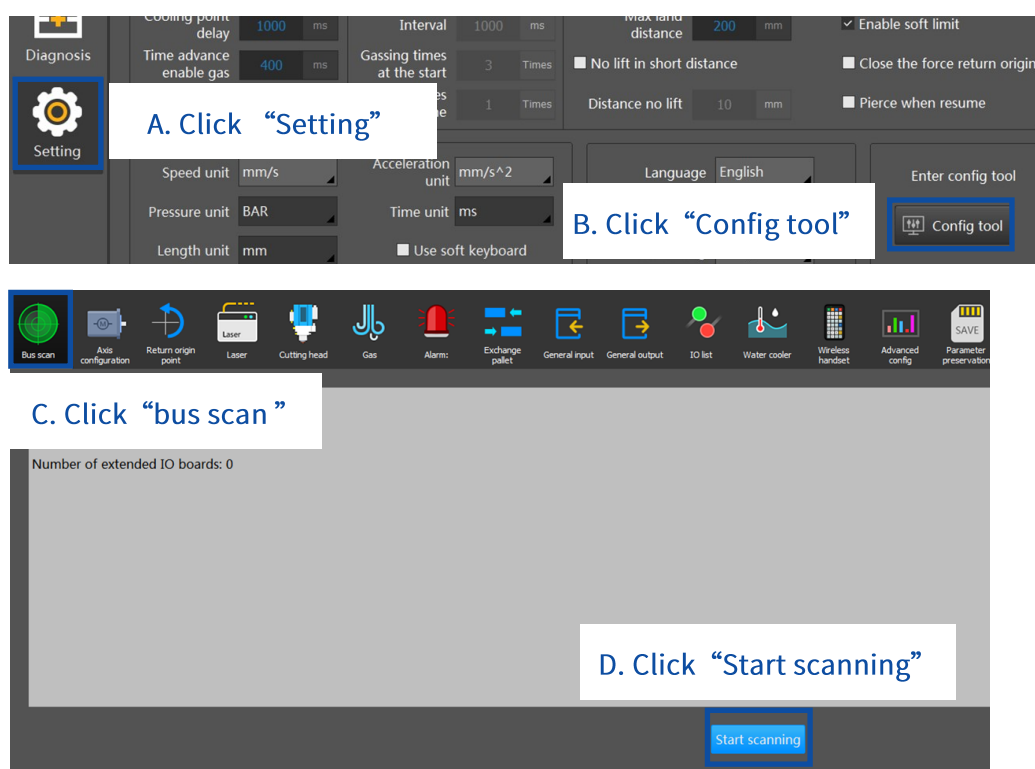 Cooling point
delay
1000
ms
Interval
1000
ms
Max land
distance
200
mm
Enable soft limit
Diagnosis
Time advance
enable gas
400
ms
Gassing times
at the start
3
Times
No lift in short distance
Close the force return origin
1
Times
Distance no lift
10
mm
Pierce when resume
A. Click “Setting”
Setting
Speed unit
mm/s
Acceleration
unit
mm/s^2
Language
English
Enter config tool
Pressure unit
BAR
Time unit
ms
B. Click “Config tool”
Config tool
Length unit
mm
Use soft keyboard
Bus scan
Axis
configuration
Return origin
point
Laser
Laser
Cutting head
Gas
Alarm:
Exchange
pallet
General input
General output
IO list
Water cooler
Wireless
handset
Advanced
config
SAVE
Parameter
preservation
C. Click “bus scan ”
Number of extended IO boards: 0
D. Click “Start scanning”
Start scanning